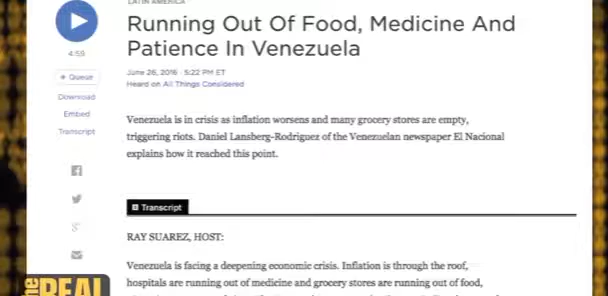 LATIN AMERICA
Running Out Of Food, Medicine And
Patience In Venezuela
4:59
June 26, 2016 · 5:22 PM ET
+ Queue
Heard on All Things Considered
Download
Embed
Transcript
Venezuela is in crisis as inflation worsens and many grocery stores are empty,
triggering riots. Daniel Lansberg-Rodriguez of the Venezuelan newspaper El Nacional
explains how it reached this point.
Transcript
RAY SUAREZ, HOST:
Venezuela is facing a deepening economic crisis. Inflation is through the roof,
hospitals are running out of medicine and grocery stores are running out of food,
the REAL